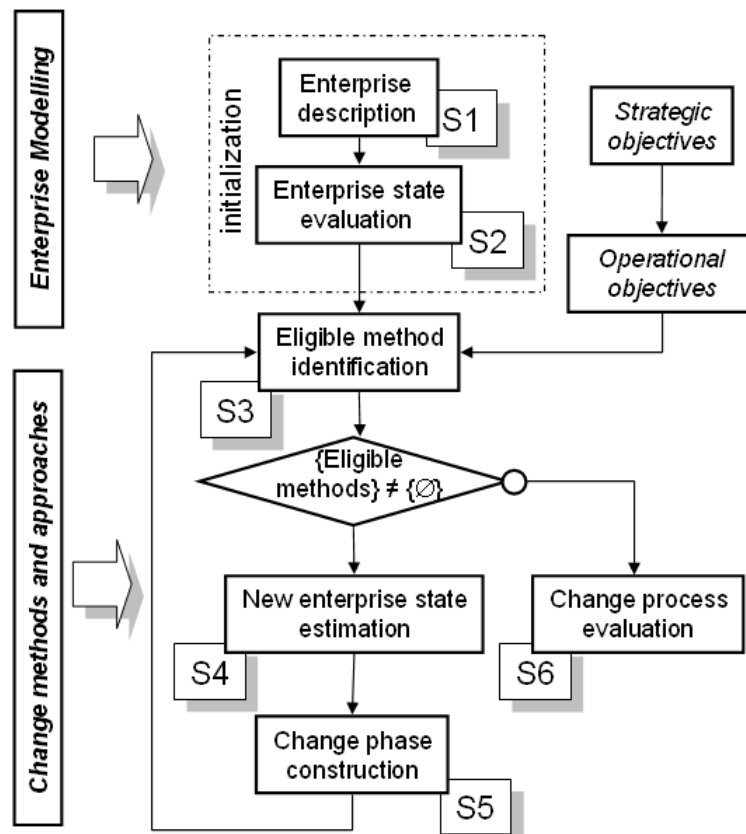 Enterprise Modelling
initialization
Enterprise
description
S1
Enterprise state
evaluation
S2
Strategic
objectives
Operational
objectives
Eligible method
identification
S3
{Eligible
methods} ≠ {∅}
Change methods and approaches
New enterprise state
estimation
S4
Change process
evaluation
S6
Change phase
construction
S5